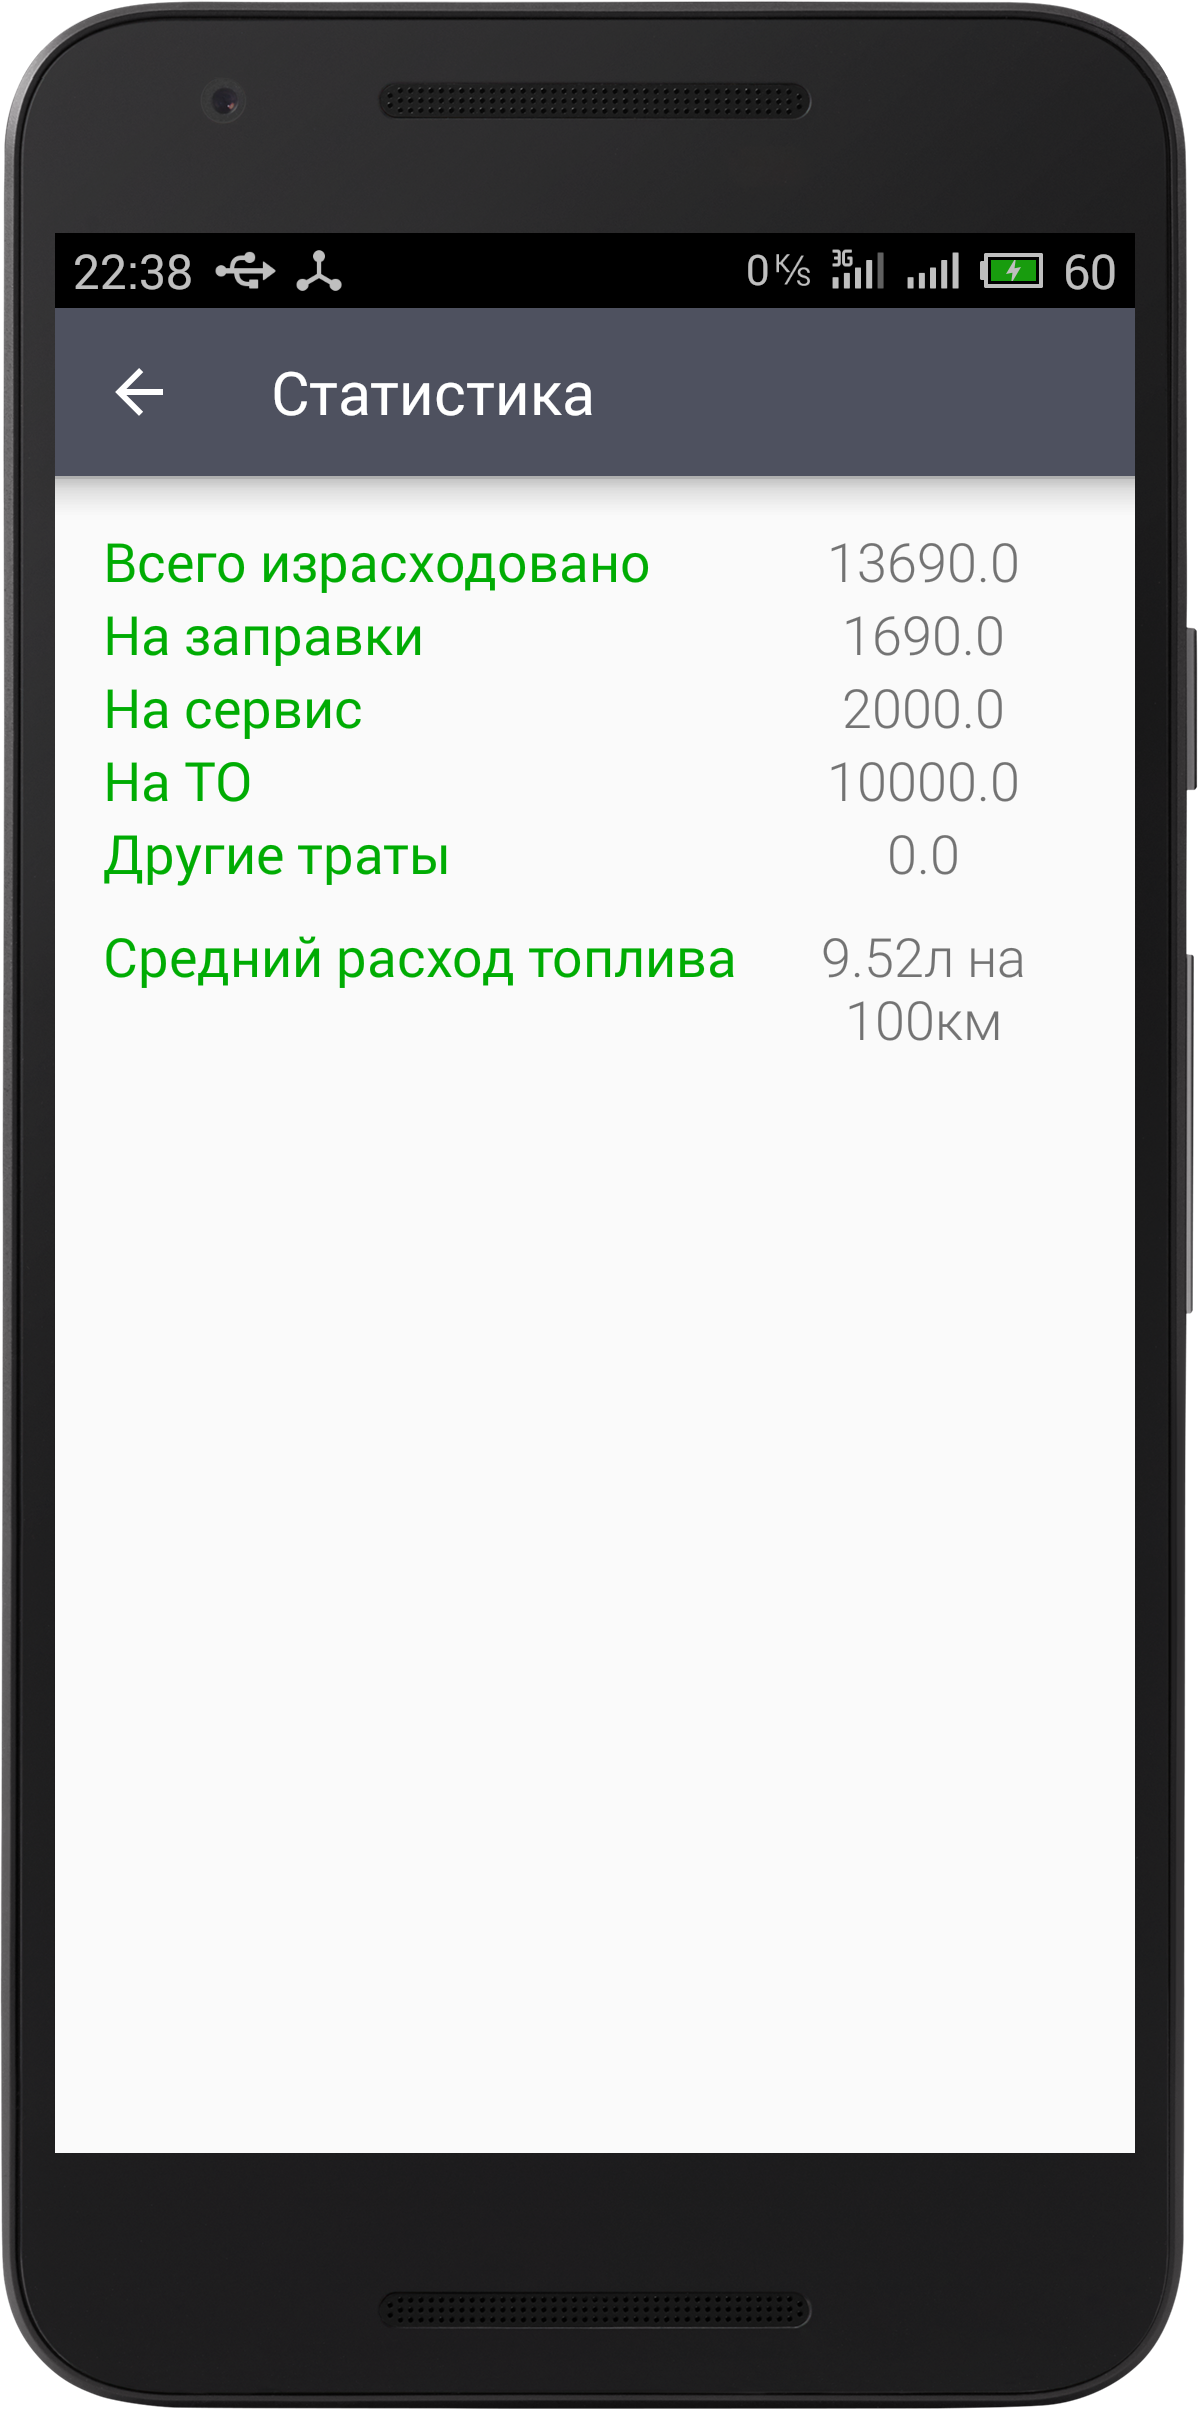 22:38 0 K/s 3G 60
Статистика
Всего израсходовано 13690.0
На заправки 1690.0
На сервис 2000.0
На ТО 10000.0
Другие траты 0.0
Средний расход топлива 9.52л на
100км